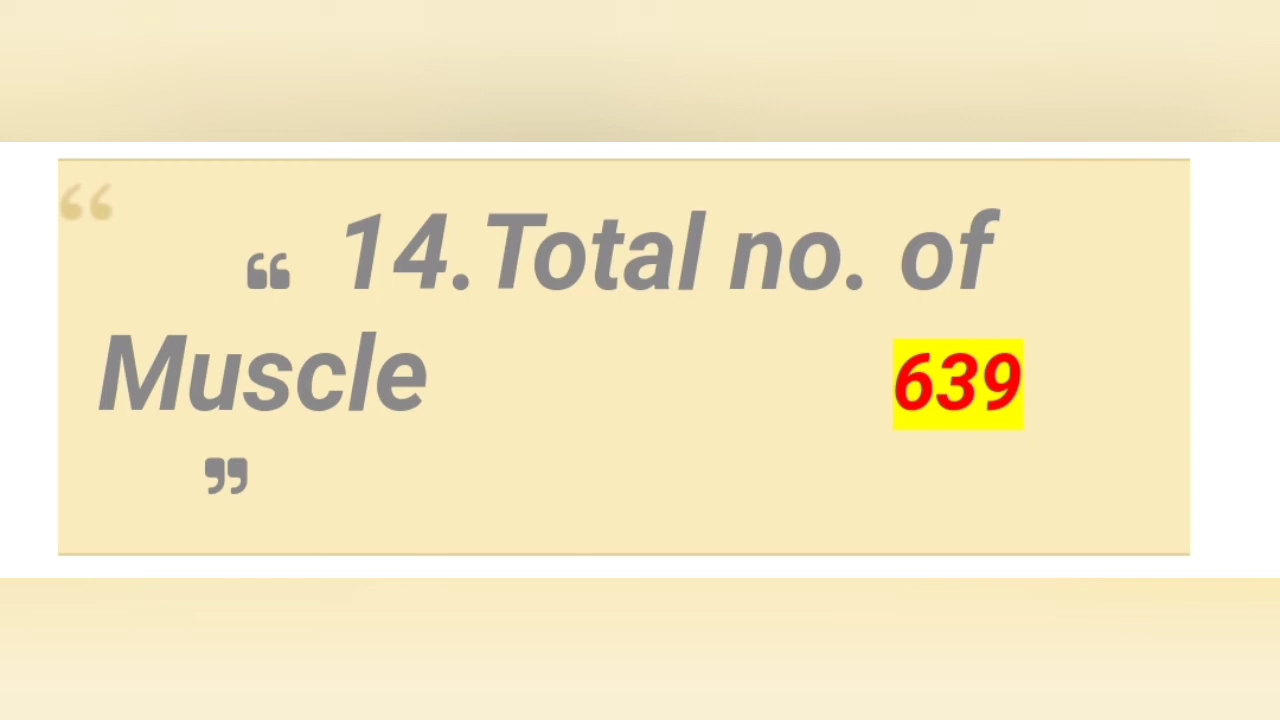 “
“ 14.Total no. of
Muscle 639
”